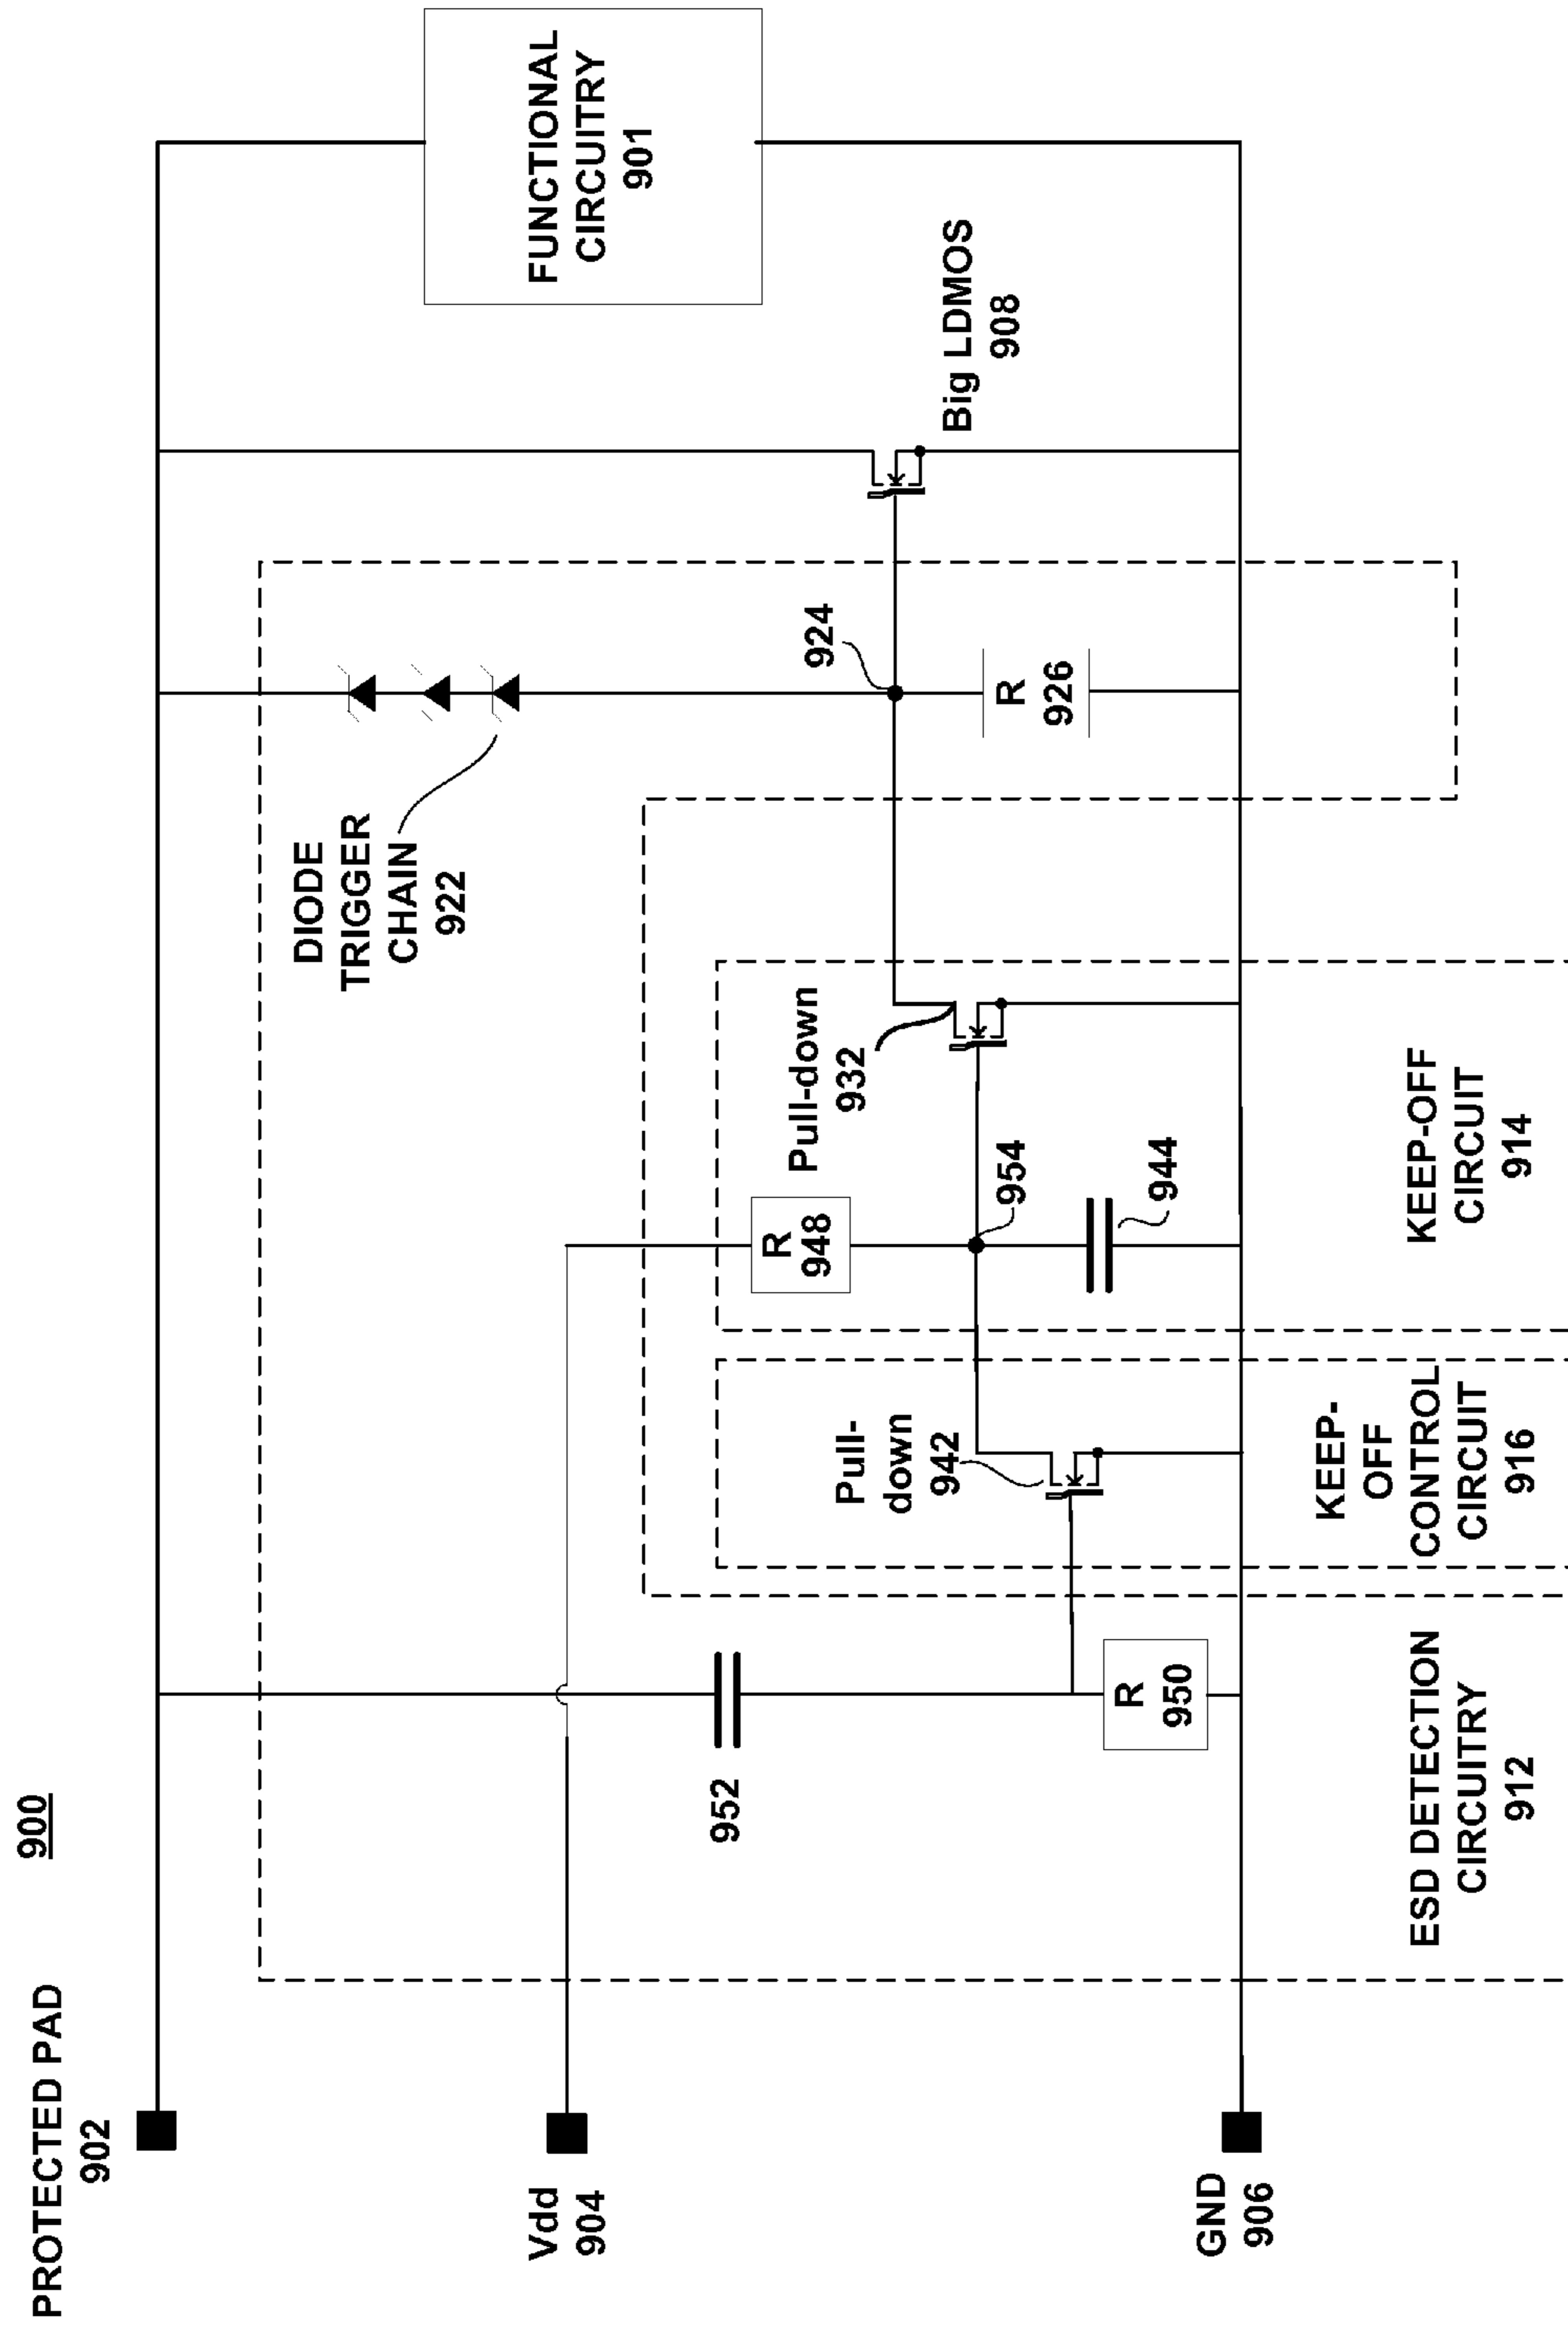 900
PROTECTED PAD
902
Vdd
904
GND
906
952
R
950
ESD DETECTION
CIRCUITRY
912
Pull-
down
942
KEEP-
OFF
CONTROL
CIRCUIT
916
R
948
954
944
Pull-down
932
KEEP-OFF
CIRCUIT
914
DIODE
TRIGGER
CHAIN
922
924
R
926
Big LDMOS
908
FUNCTIONAL
CIRCUITRY
901